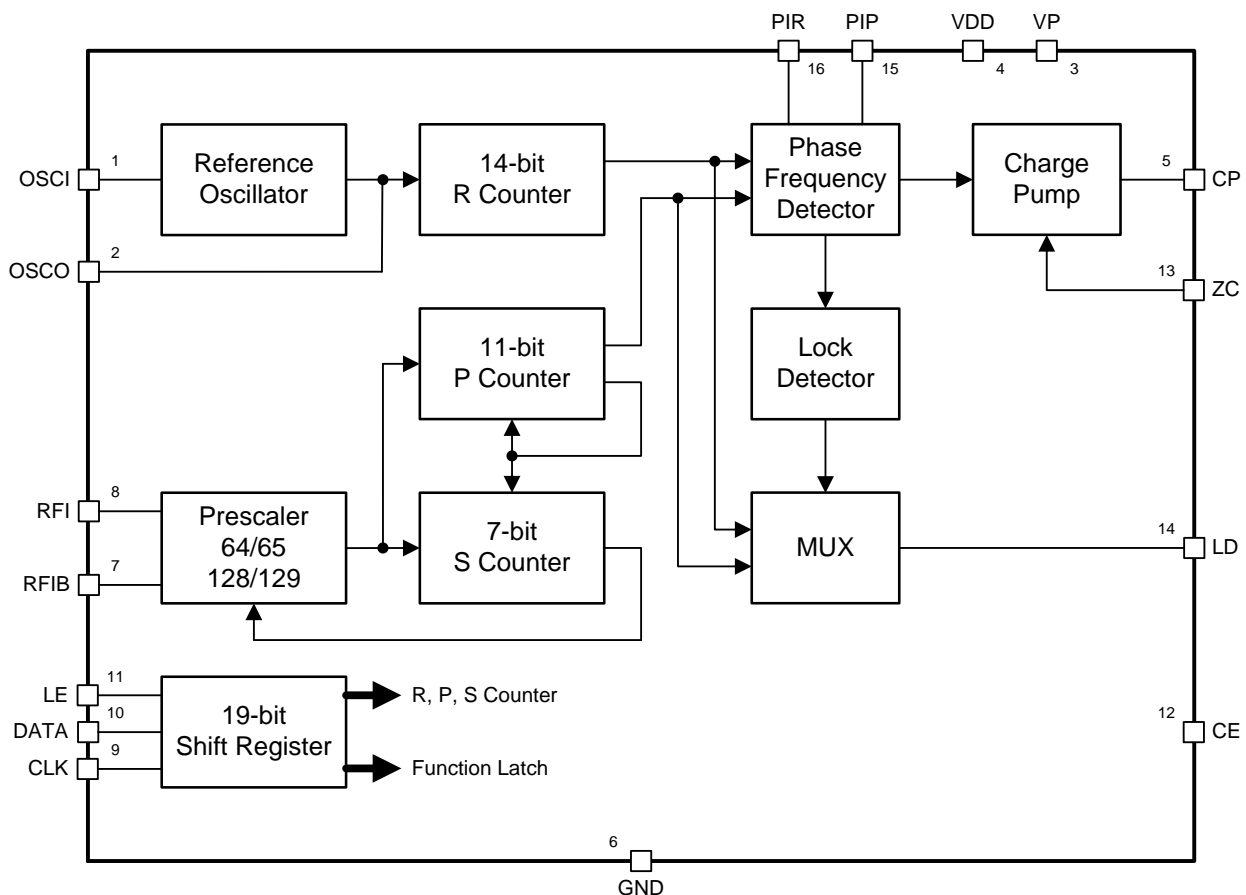 PIR PIP VDD VP
16 15 4 3
1
OSCI
Reference
Oscillator
14-bit
R Counter
Phase
Frequency
Detector
Charge
Pump
5
CP
2
OSCO
13
ZC
11-bit
P Counter
Lock
Detector
8
RFI
7
RFIB
Prescaler
64/65
128/129
7-bit
S Counter
MUX
14
LD
11
LE
10
DATA
9
CLK
19-bit
Shift Register
R, P, S Counter
Function Latch
12
CE
6
GND